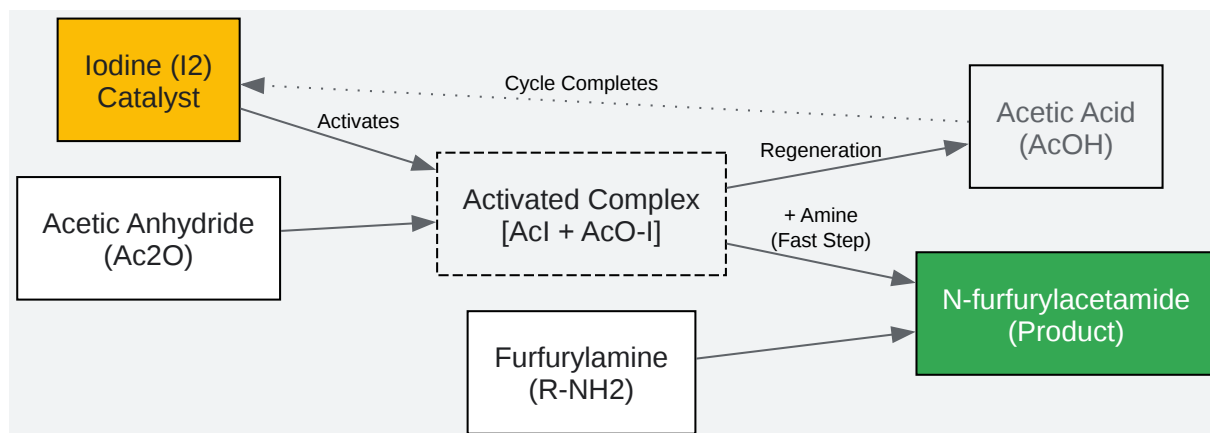 Iodine (I2)
Catalyst
Cycle Completes
Acetic Acid
(AcOH)
Activates
Regeneration
Acetic Anhydride
(Ac2O)
Activated Complex
[AcI + AcO-I]
+ Amine
(Fast Step)
N-furfurylacetamide
(Product)
Furfurylamine
(R-NH2)